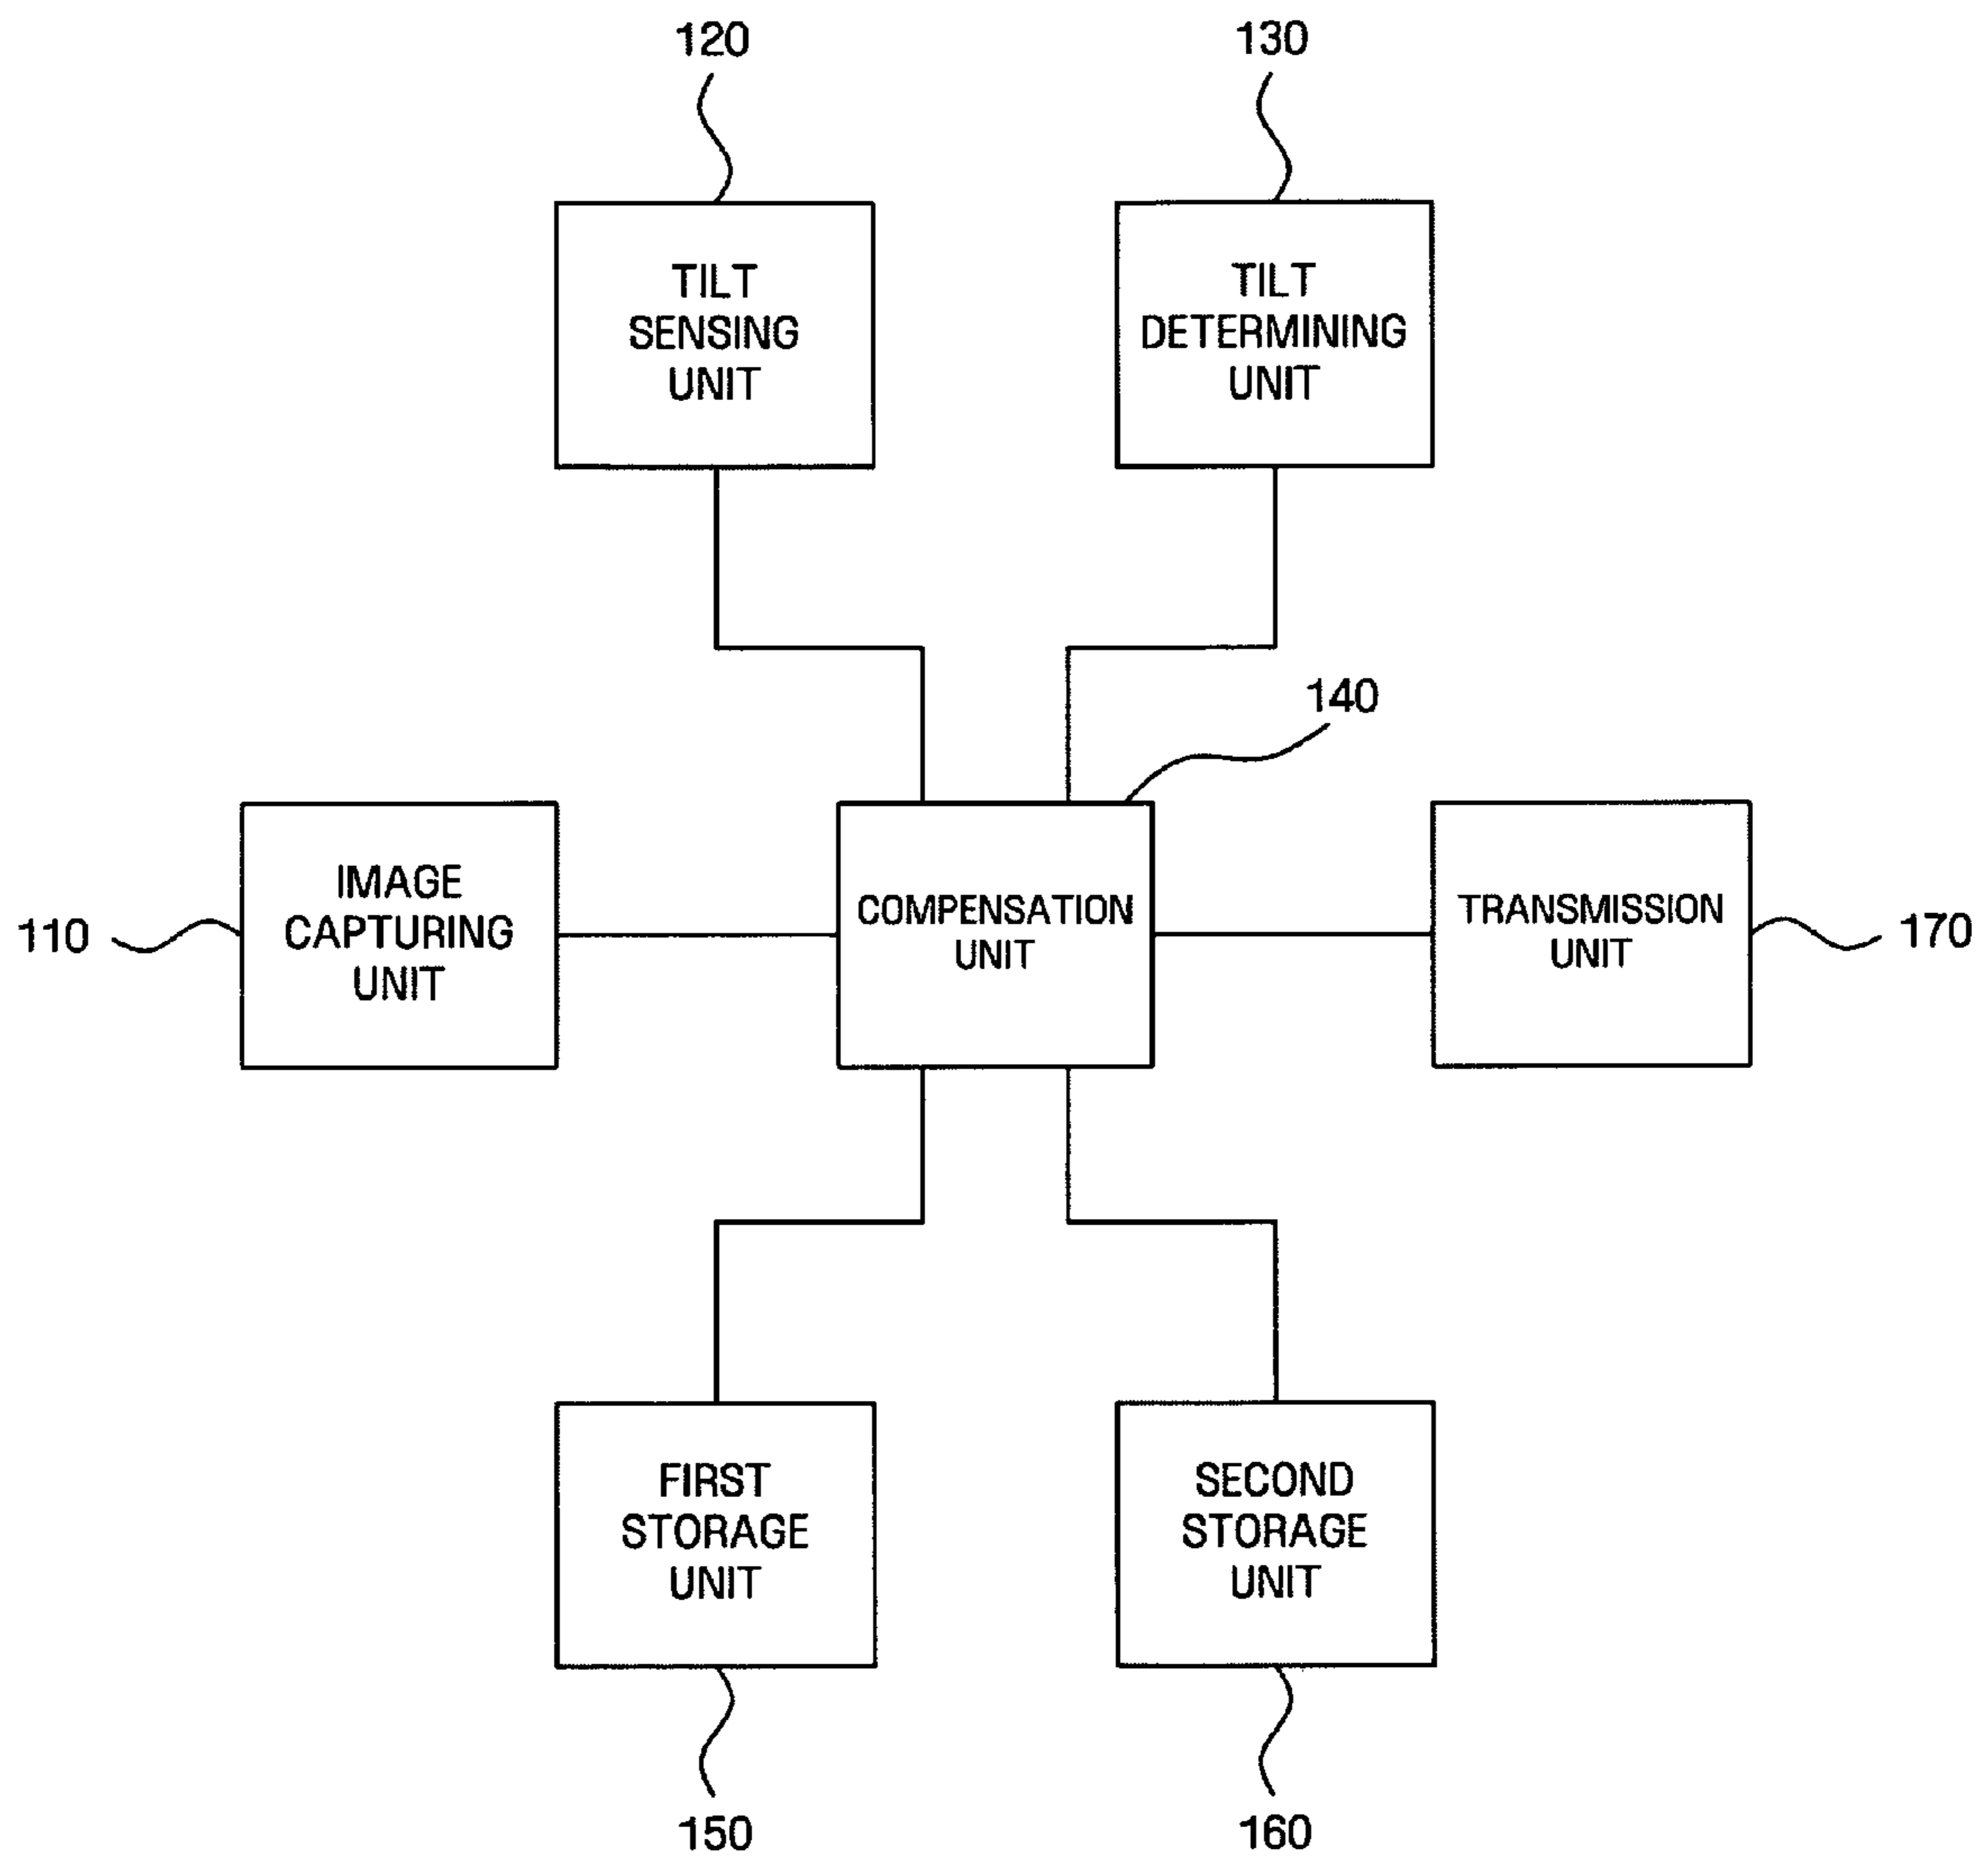 120
130
TILT
SENSING
UNIT
TILT
DETERMINING
UNIT
140
IMAGE
CAPTURING
UNIT
110
COMPENSATION
UNIT
TRANSMISSION
UNIT
170
FIRST
STORAGE
UNIT
SECOND
STORAGE
UNIT
150
160